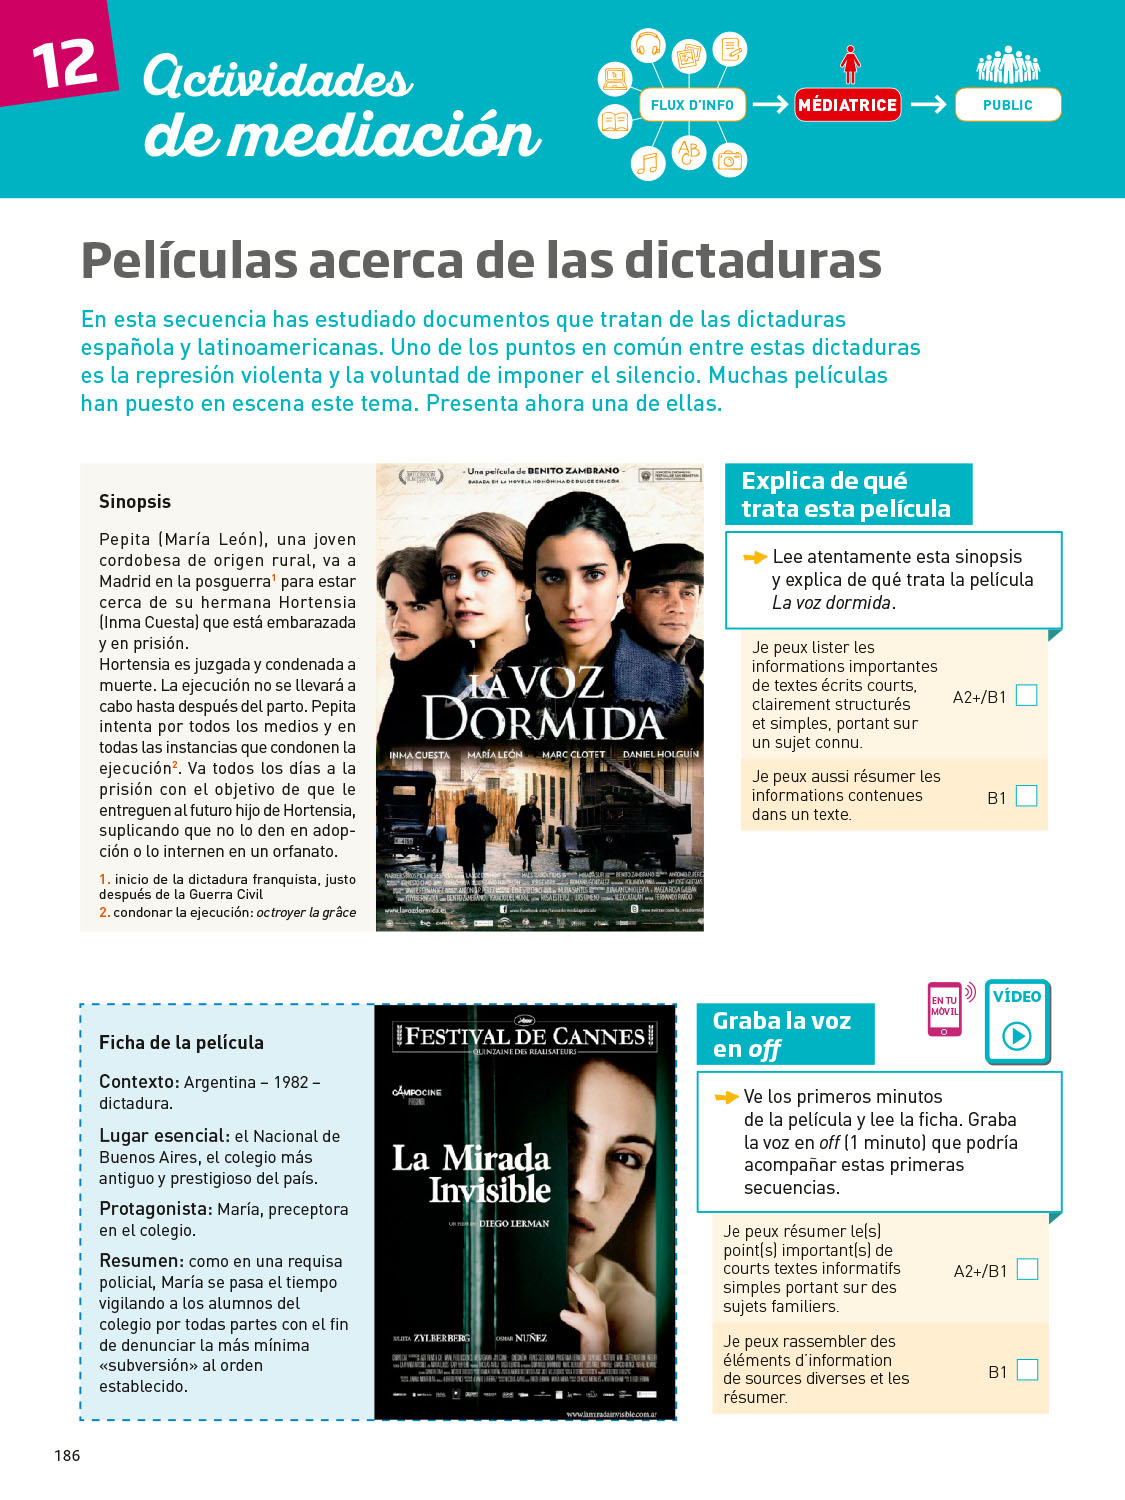 12
Actividades
de mediación
FLUX D'INFO
MÉDIATRICE
PUBLIC
AB
C
Películas acerca de las dictaduras
En esta secuencia has estudiado documentos que tratan de las dictaduras
española y latinoamericanas. Uno de los puntos en común entre estas dictaduras
es la represión violenta y la voluntad de imponer el silencio. Muchas películas
han puesto en escena este tema. Presenta ahora una de ellas.
Sinopsis
Pepita (María León), una joven
cordobesa de origen rural, va a
Madrid en la posguerra1 para estar
cerca de su hermana Hortensia
(Inma Cuesta) que está embarazada
y en prisión.
Hortensia es juzgada y condenada a
muerte. La ejecución no se llevará a
cabo hasta después del parto. Pepita
intenta por todos los medios y en
todas las instancias que condonen la
ejecución2. Va todos los días a la
prisión con el objetivo de que le
entreguen al futuro hijo de Hortensia,
suplicando que no lo den en adop-
ción o lo internen en un orfanato.
1. inicio de la dictadura franquista, justo
después de la Guerra Civil
2. condonar la ejecución: octroyer la grâce
- Una película de BENITO ZAMBRANO -
BASADA EN LA NOVELA HOMÓNIMA DE DULCE CHACÓN
LA VOZ
DORMIDA
INMA CUESTA MARÍA LEÓN MARC CLOTET DANIEL HOLGUÍN
www.lavozdormida.es
Explica de qué
trata esta película
Lee atentamente esta sinopsis
y explica de qué trata la película
La voz dormida.
Je peux lister les
informations importantes
de textes écrits courts,
clairement structurés
et simples, portant sur
un sujet connu.
A2+/B1
Je peux aussi résumer les
informations contenues
dans un texte.
B1
Ficha de la película
Contexto: Argentina – 1982 –
dictadura.
Lugar esencial: el Nacional de
Buenos Aires, el colegio más
antiguo y prestigioso del país.
Protagonista: María, preceptora
en el colegio.
Resumen: como en una requisa
policial, María se pasa el tiempo
vigilando a los alumnos del
colegio por todas partes con el fin
de denunciar la más mínima
«subversión» al orden
establecido.
FESTIVAL DE CANNES
QUINZAINE DES REALISATEURS
CAMPOCINE
La Mirada
Invisible
UN FILM DE DIEGO LERMAN
JULIETA ZYLBERBERG OSMAR NUÑEZ
www.lamiradainvisible.com.ar
Graba la voz
en off
EN TU
MÓVIL
VÍDEO
Ve los primeros minutos
de la película y lee la ficha. Graba
la voz en off (1 minuto) que podría
acompañar estas primeras
secuencias.
Je peux résumer le(s)
point(s) important(s) de
courts textes informatifs
simples portant sur des
sujets familiers.
A2+/B1
Je peux rassembler des
éléments d'information
de sources diverses et les
résumer.
B1
186